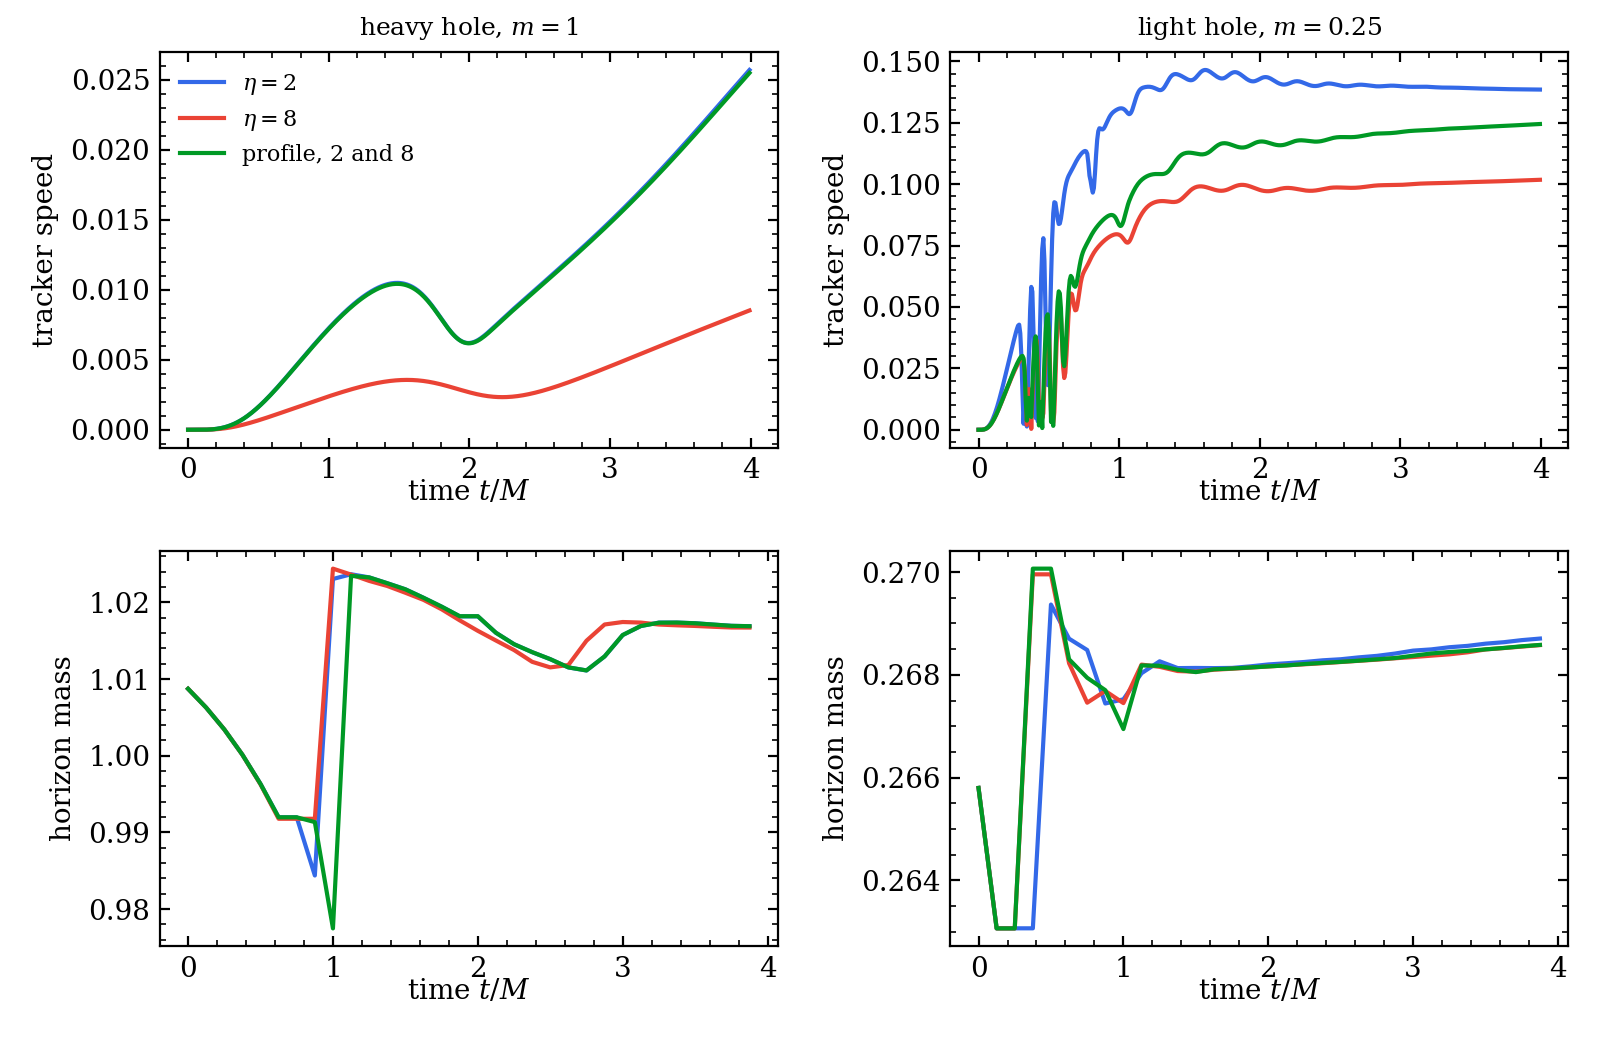 heavy hole, m = 1
tracker speed
0.025
0.020
0.015
0.010
0.005
0.000
η = 2
η = 8
profile, 2 and 8
0 1 2 3 4
time t/M
light hole, m = 0.25
tracker speed
0.150
0.125
0.100
0.075
0.050
0.025
0.000
0 1 2 3 4
time t/M
horizon mass
1.02
1.01
1.00
0.99
0.98
0 1 2 3 4
time t/M
horizon mass
0.270
0.268
0.266
0.264
0 1 2 3 4
time t/M